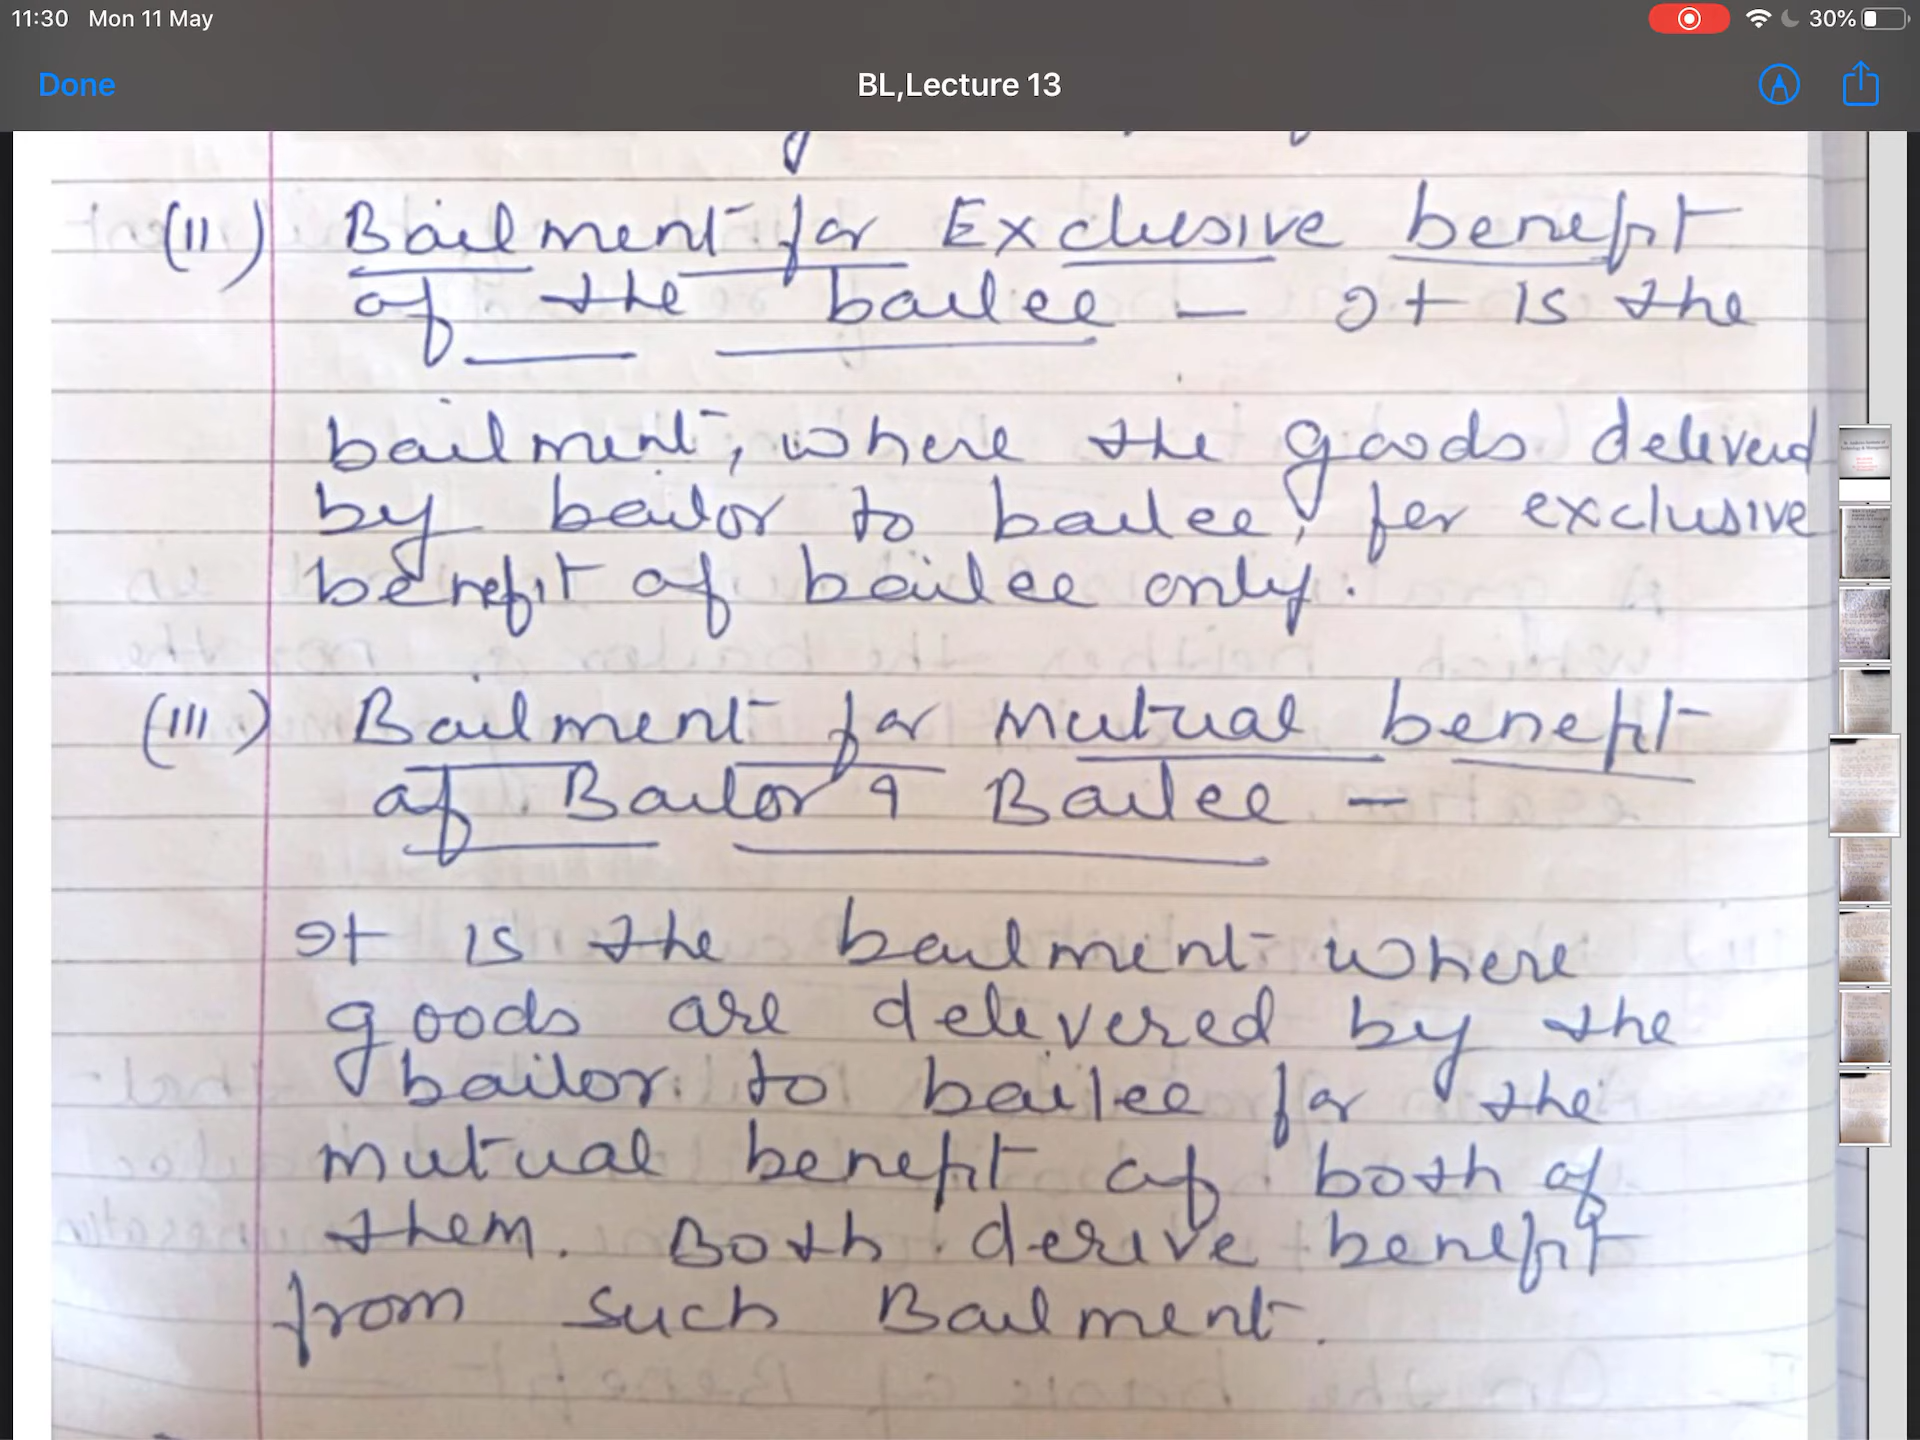 11:30 Mon 11 May
30%
Done
BL,Lecture 13
(II) Bailment for Exclusive benefit
of the bailee – It is the
bailment, where the goods delivered
by bailor to bailee, for exclusive
benefit of bailee only.
(III) Bailment for Mutual benefit
of Bailor & Bailee –
It is the bailment where
goods are delivered by the
bailor to bailee for the
mutual benefit of both of
them. Both derive benefit
from such Bailment.